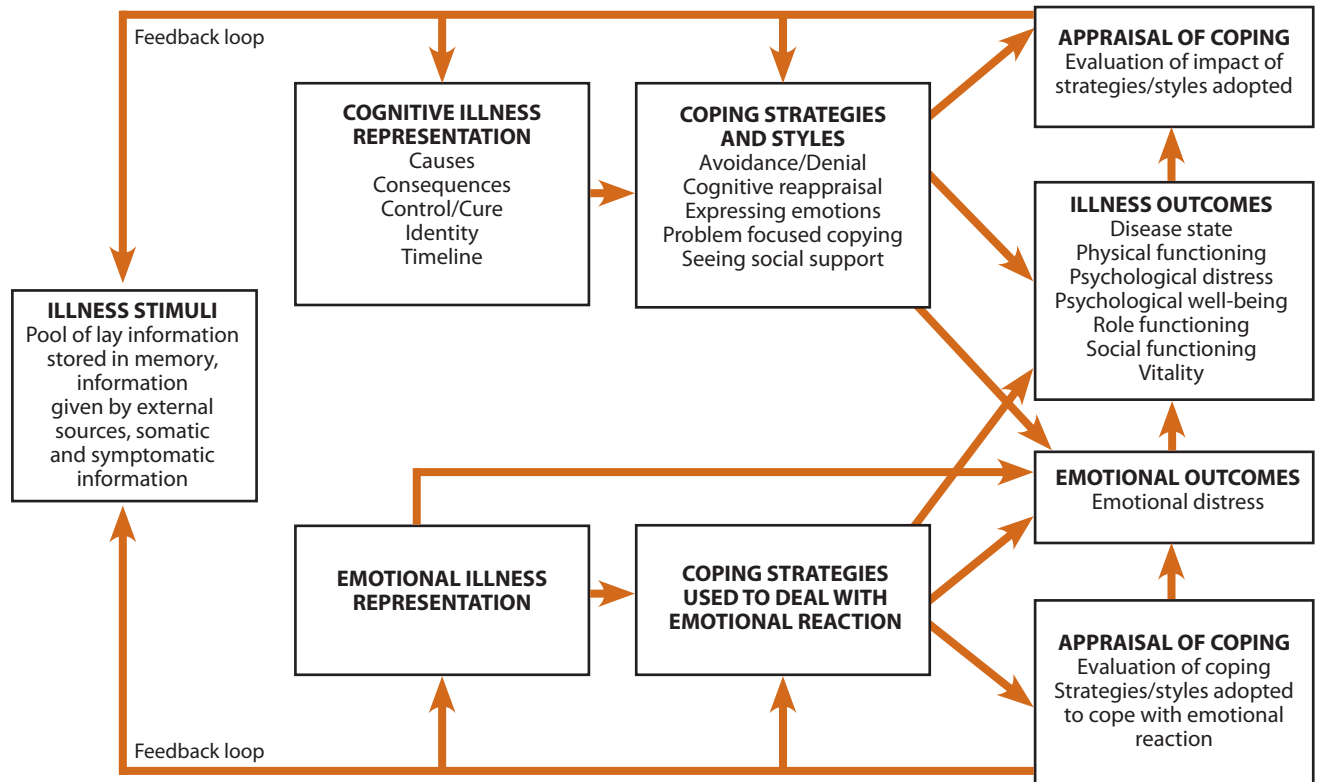 Feedback loop
APPRAISAL OF COPING
Evaluation of impact of
strategies/styles adopted
COGNITIVE ILLNESS
REPRESENTATION
Causes
Consequences
Control/Cure
Identity
Timeline
COPING STRATEGIES
AND STYLES
Avoidance/Denial
Cognitive reappraisal
Expressing emotions
Problem focused copying
Seeing social support
ILLNESS OUTCOMES
Disease state
Physical functioning
Psychological distress
Psychological well-being
Role functioning
Social functioning
Vitality
ILLNESS STIMULI
Pool of lay information
stored in memory,
information
given by external
sources, somatic
and symptomatic
information
EMOTIONAL OUTCOMES
Emotional distress
EMOTIONAL ILLNESS
REPRESENTATION
COPING STRATEGIES
USED TO DEAL WITH
EMOTIONAL REACTION
APPRAISAL OF COPING
Evaluation of coping
Strategies/styles adopted
to cope with emotional
reaction
Feedback loop